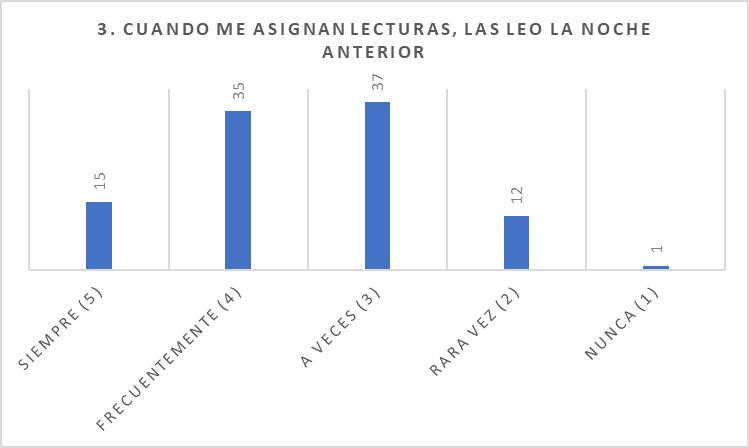 3. CUANDO ME ASIGNAN LECTURAS, LAS LEO LA NOCHE
ANTERIOR
15
35
37
12
1
SIEMPRE (5)
FRECUENTEMENTE (4)
A VECES (3)
RARA VEZ (2)
NUNCA (1)